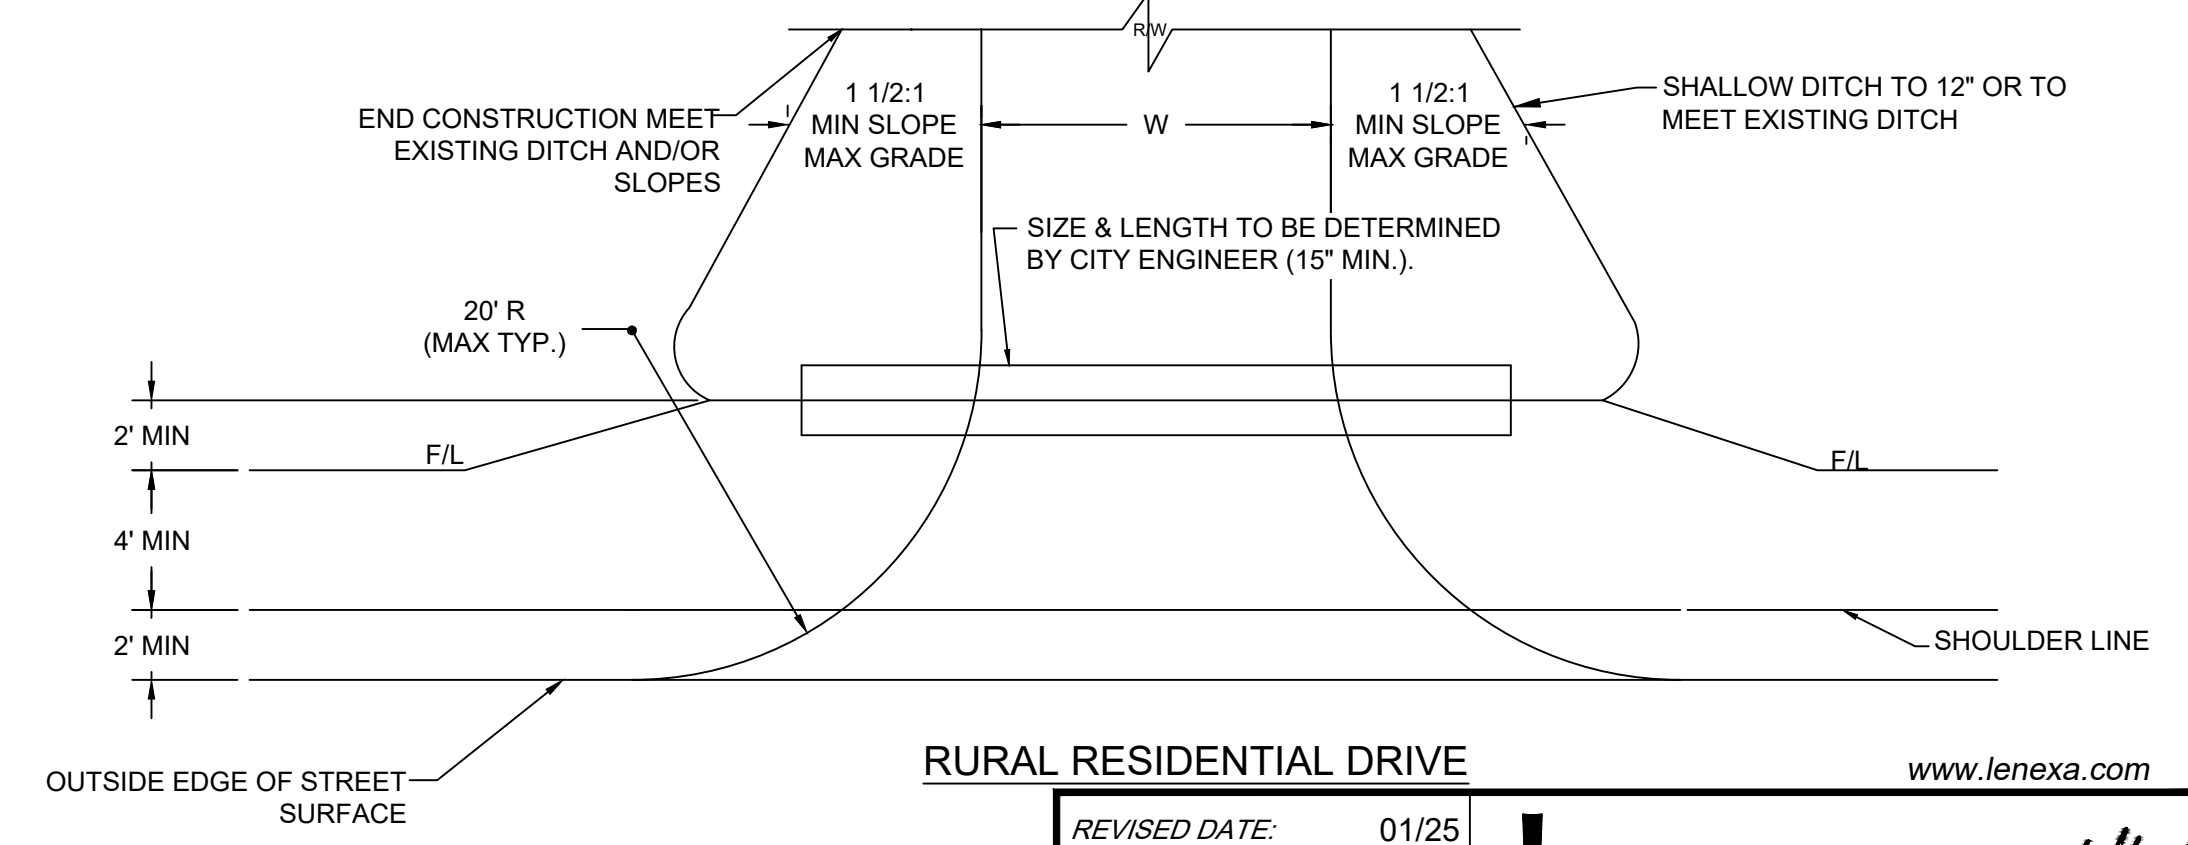 R/W
1 1/2:1
MIN SLOPE
MAX GRADE
W
1 1/2:1
MIN SLOPE
MAX GRADE
SHALLOW DITCH TO 12" OR TO
MEET EXISTING DITCH
END CONSTRUCTION MEET
EXISTING DITCH AND/OR
SLOPES
SIZE & LENGTH TO BE DETERMINED
BY CITY ENGINEER (15" MIN.).
20' R
(MAX TYP.)
2' MIN
F/L
F/L
4' MIN
2' MIN
SHOULDER LINE
OUTSIDE EDGE OF STREET
SURFACE
RURAL RESIDENTIAL DRIVE
www.lenexa.com
REVISED DATE: 01/25